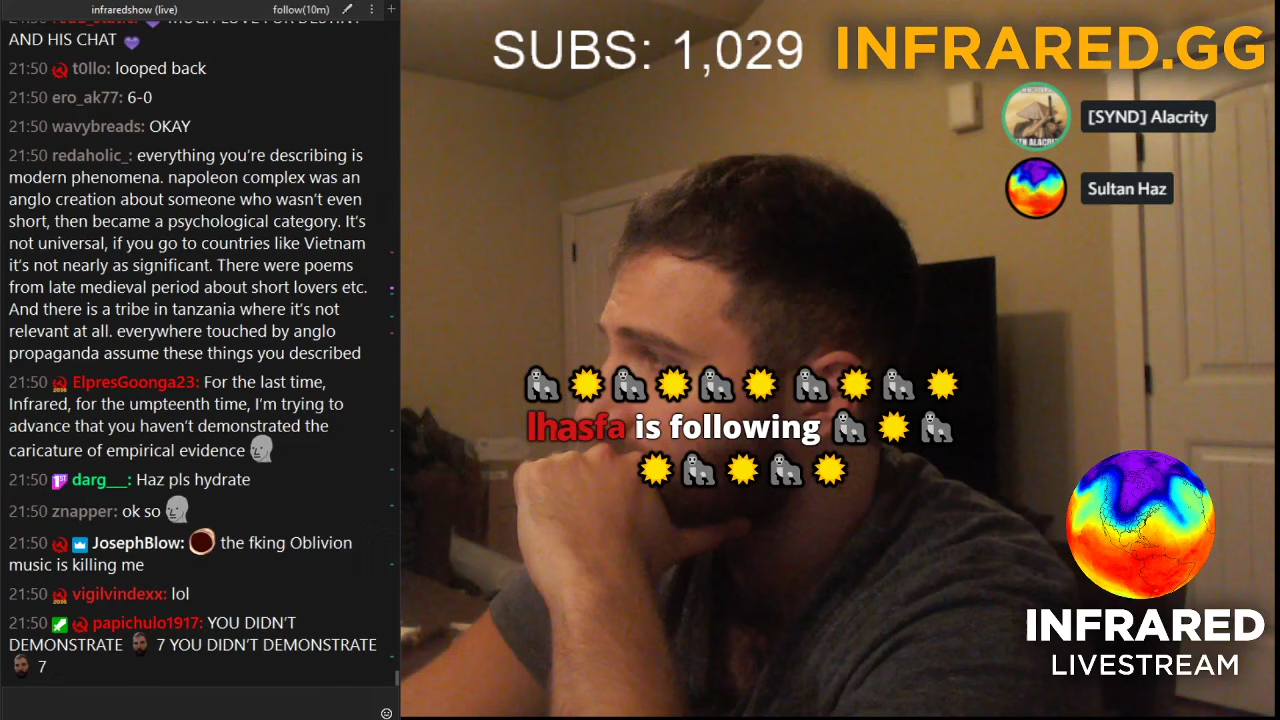 infraredshow (live)
follow(10m)
AND HIS CHAT
21:50 t0llo: looped back
21:50 ero_ak77: 6-0
21:50 wavybreads: OKAY
21:50 redaholic_: everything you're describing is
modern phenomena. napoleon complex was an
anglo creation about someone who wasn't even
short, then became a psychological category. It's
not universal, if you go to countries like Vietnam
it's not nearly as significant. There were poems
from late medieval period about short lovers etc.
And there is a tribe in tanzania where it's not
relevant at all. everywhere touched by anglo
propaganda assume these things you described
21:50 ElpresGoonga23: For the last time,
Infrared, for the umpteenth time, I'm trying to
advance that you haven't demonstrated the
caricature of empirical evidence
21:50 1ST darg___: Haz pls hydrate
21:50 znapper: ok so
21:50 JosephBlow: the fking Oblivion
music is killing me
21:50 vigilvindexx: lol
21:50 papichulo1917: YOU DIDN'T
DEMONSTRATE 7 YOU DIDN'T DEMONSTRATE
7
SUBS: 1,029
INFRARED.GG
[SYND] Alacrity
Sultan Haz
lhasfa is following
INFRARED
LIVESTREAM